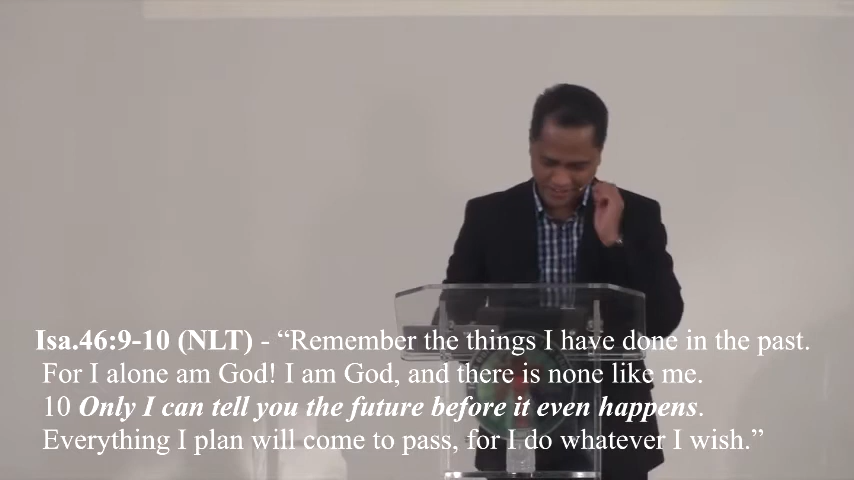 Isa.46:9-10 (NLT) - “Remember the things I have done in the past.
For I alone am God! I am God, and there is none like me.
10 Only I can tell you the future before it even happens.
Everything I plan will come to pass, for I do whatever I wish.”